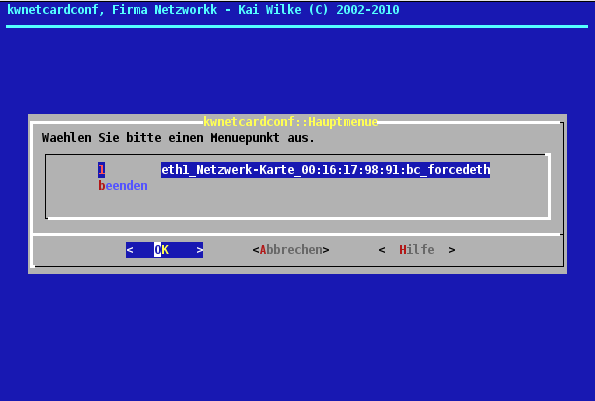 kwnetcardconf, Firma Netzworkk - Kai Wilke (C) 2002-2010
kwnetcardconf::Hauptmenue
Waehlen Sie bitte einen Menuepunkt aus.
1 eth1_Netzwerk-Karte_00:16:17:98:91:bc_forcedeth
beenden
< OK > <Abbrechen> < Hilfe >